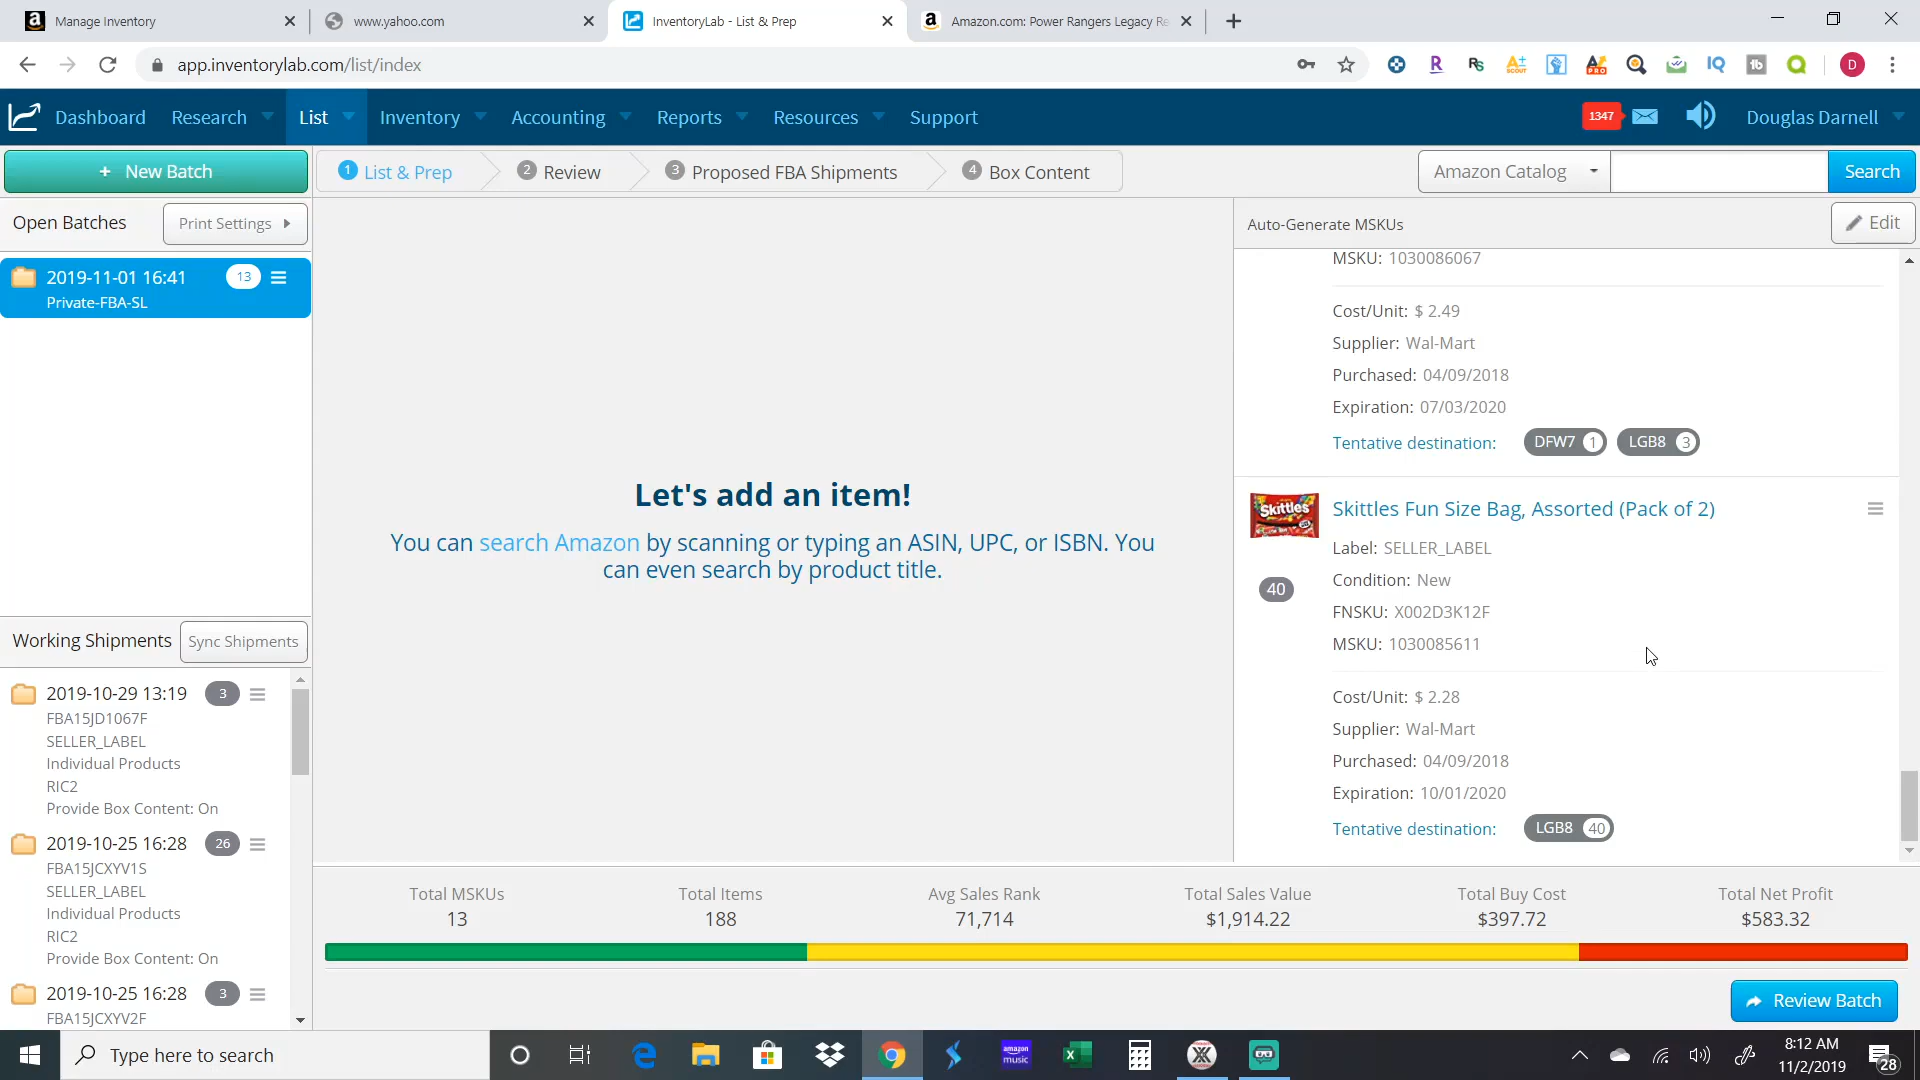 Manage Inventory
www.yahoo.com
InventoryLab - List & Prep
Amazon.com: Power Rangers Legacy Re
app.inventorylab.com/list/index
Dashboard
Research
List
Inventory
Accounting
Reports
Resources
Support
1347
Douglas Darnell
+ New Batch
1 List & Prep
2 Review
3 Proposed FBA Shipments
4 Box Content
Amazon Catalog
Search
Open Batches
Print Settings
Auto-Generate MSKUs
Edit
2019-11-01 16:41
13
Private-FBA-SL
MSKU: 1030086067
Cost/Unit: $ 2.49
Supplier: Wal-Mart
Purchased: 04/09/2018
Expiration: 07/03/2020
Tentative destination: DFW7 1 LGB8 3
Let's add an item!
You can search Amazon by scanning or typing an ASIN, UPC, or ISBN. You
can even search by product title.
Skittles
Skittles Fun Size Bag, Assorted (Pack of 2)
Label: SELLER_LABEL
Condition: New
40
FNSKU: X002D3K12F
MSKU: 1030085611
Cost/Unit: $ 2.28
Supplier: Wal-Mart
Purchased: 04/09/2018
Expiration: 10/01/2020
Tentative destination: LGB8 40
Working Shipments
Sync Shipments
2019-10-29 13:19 3
FBA15JD1067F
SELLER_LABEL
Individual Products
RIC2
Provide Box Content: On
2019-10-25 16:28 26
FBA15JCXYV1S
SELLER_LABEL
Individual Products
RIC2
Provide Box Content: On
2019-10-25 16:28 3
FBA15JCXYV2F
Total MSKUs
13
Total Items
188
Avg Sales Rank
71,714
Total Sales Value
$1,914.22
Total Buy Cost
$397.72
Total Net Profit
$583.32
Review Batch
Type here to search
amazon
music
8:12 AM
11/2/2019
28